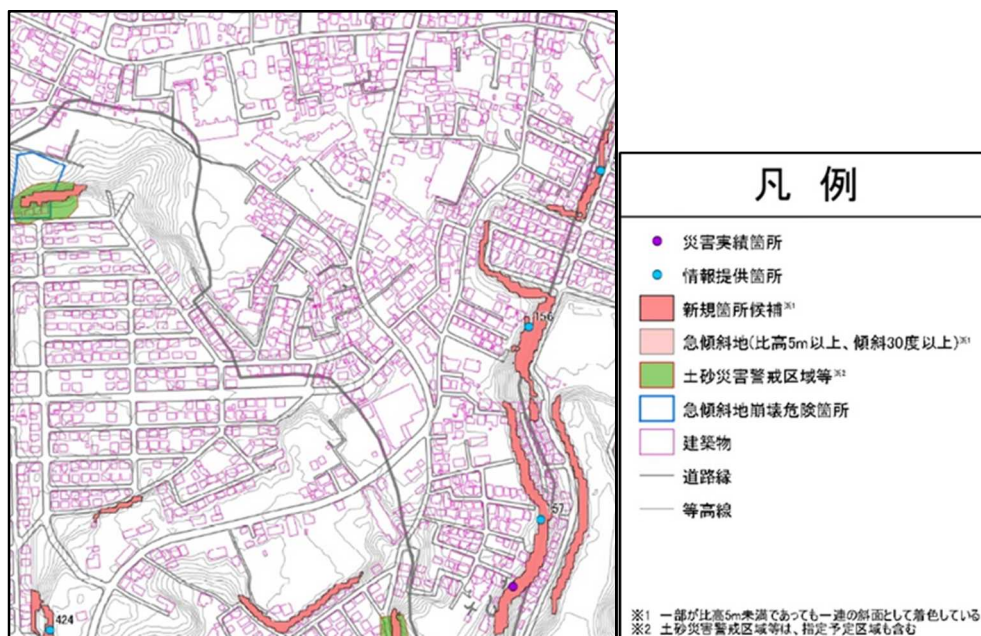 156
57
424
凡例
災害実績箇所
情報提供箇所
新規箇所候補※1
急傾斜地(比高5m以上、傾斜30度以上)※1
土砂災害警戒区域等※2
急傾斜地崩壊危険箇所
建築物
道路縁
等高線
※1 一部が比高5m未満であっても一連の斜面として着色している
※2 土砂災害警戒区域等は、指定予定区域も含む